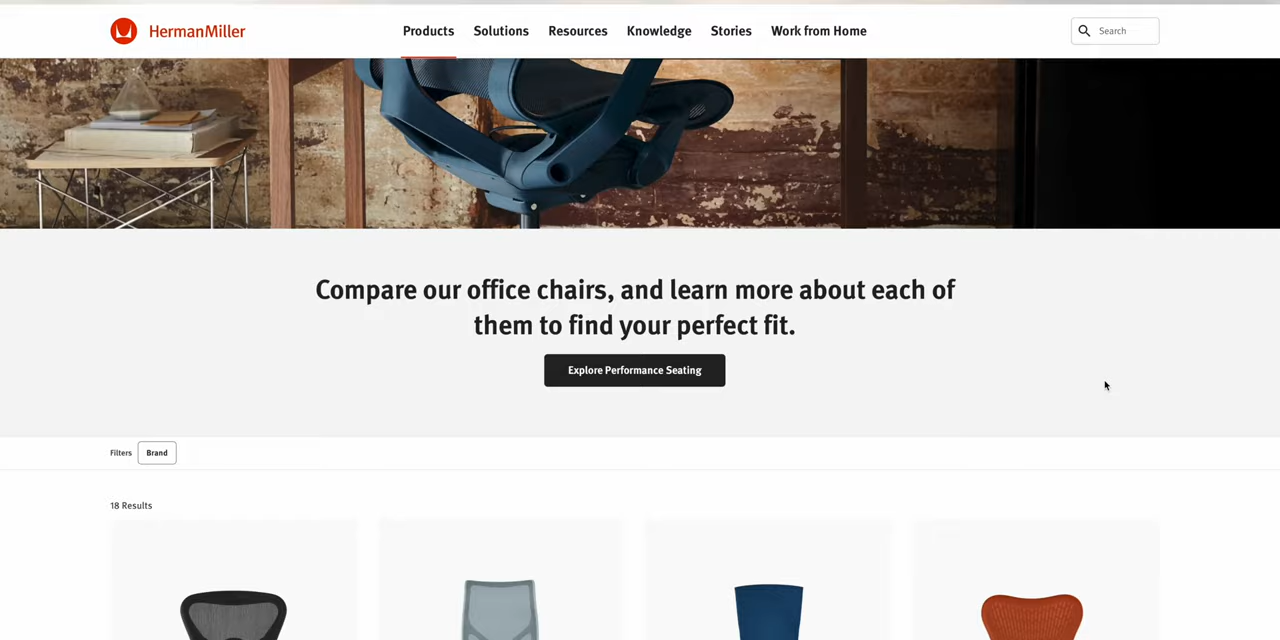 HermanMiller
Products
Solutions
Resources
Knowledge
Stories
Work from Home
Search
Compare our office chairs, and learn more about each of
them to find your perfect fit.
Explore Performance Seating
Filters
Brand
18 Results